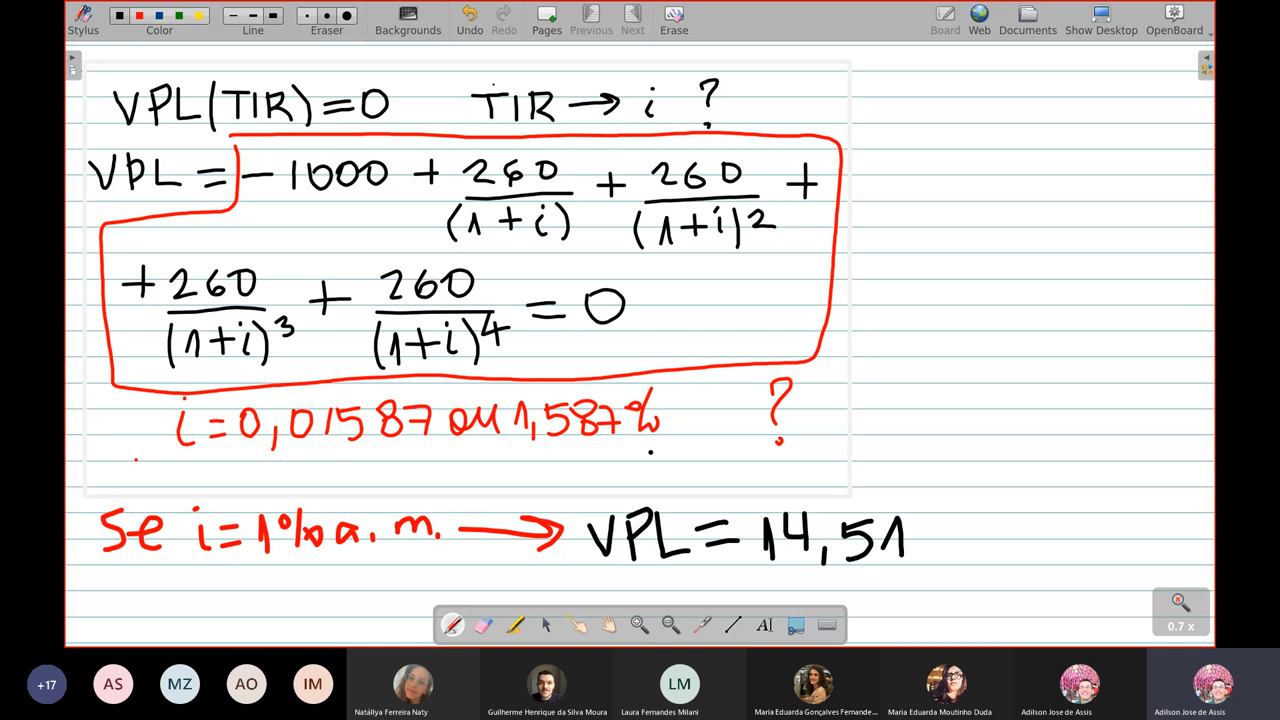 Stylus
Color
Line
Eraser
Backgrounds
Undo
Redo
Pages
Previous
Next
Erase
Board
Web
Documents
Show Desktop
OpenBoard
VPL(TIR)=0 TIR → i ?
VPL = -1000 + 260/(1+i) + 260/(1+i)² +
+ 260/(1+i)³ + 260/(1+i)⁴ = 0
i=0,01587 ou 1,587% ?
Se i=1% a.m. → VPL = 14,51
0.7 x
+17
AS
MZ
AO
IM
Natállya Ferreira Naty
Guilherme Henrique da Silva Moura
LM
Laura Fernandes Milani
Maria Eduarda Gonçalves Fernande...
Maria Eduarda Moutinho Duda
Adilson Jose de Assis
Adilson Jose de Assis